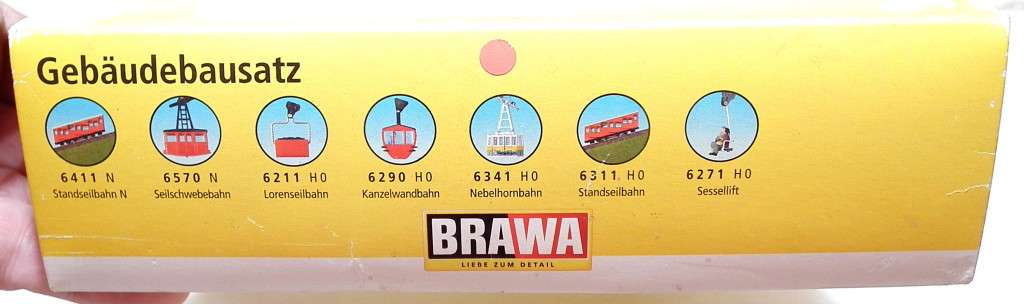 Gebäudebausatz
6411 N 6570 N 6211 H0 6290 H0 6341 H0 6311 H0 6271 H0
Standseilbahn N Seilschwebebahn Lorenseilbahn Kanzelwandbahn Nebelhornbahn Standseilbahn Sessellift
BRAWA
LIEBE ZUM DETAIL